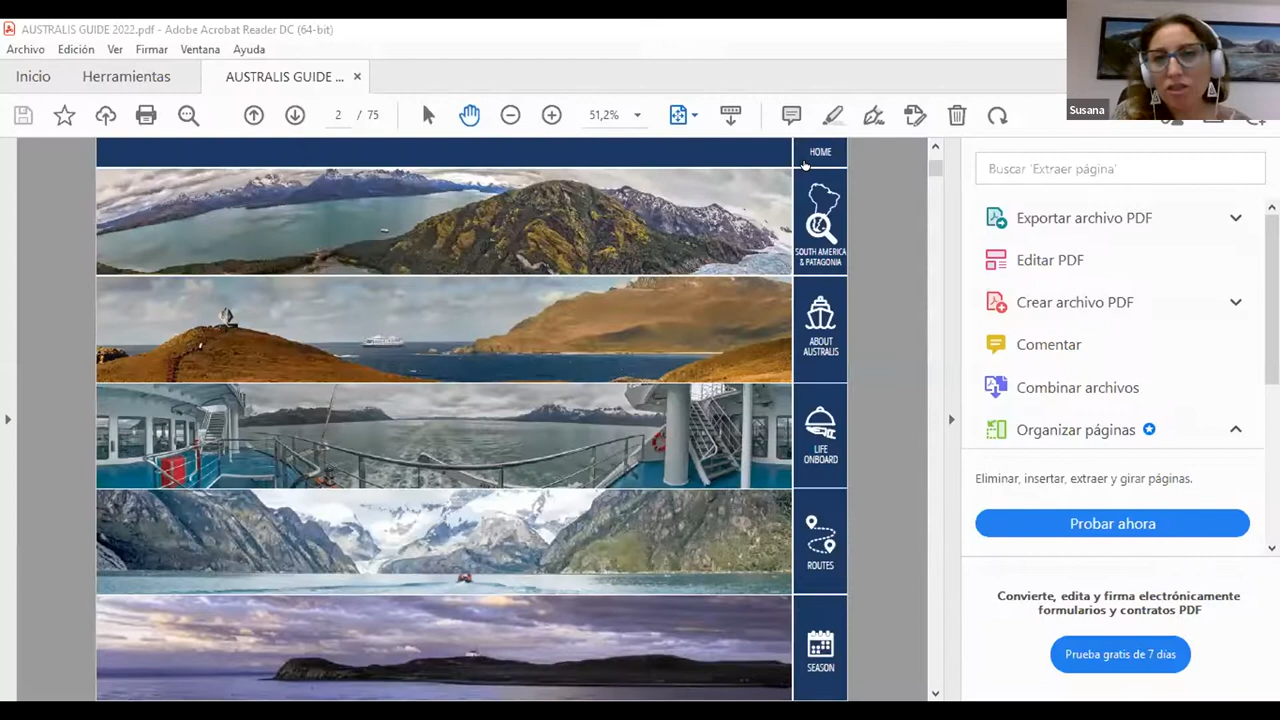 AUSTRALIS GUIDE 2022.pdf - Adobe Acrobat Reader DC (64-bit)
Archivo Edición Ver Firmar Ventana Ayuda
Inicio Herramientas AUSTRALIS GUIDE ... ×
2 / 75 51,2%
Susana
HOME
SOUTH AMERICA
& PATAGONIA
ABOUT
AUSTRALIS
LIFE
ONBOARD
ROUTES
SEASON
Buscar 'Extraer página'
Exportar archivo PDF
Editar PDF
Crear archivo PDF
Comentar
Combinar archivos
Organizar páginas
Eliminar, insertar, extraer y girar páginas.
Probar ahora
Convierte, edita y firma electrónicamente
formularios y contratos PDF
Prueba gratis de 7 días